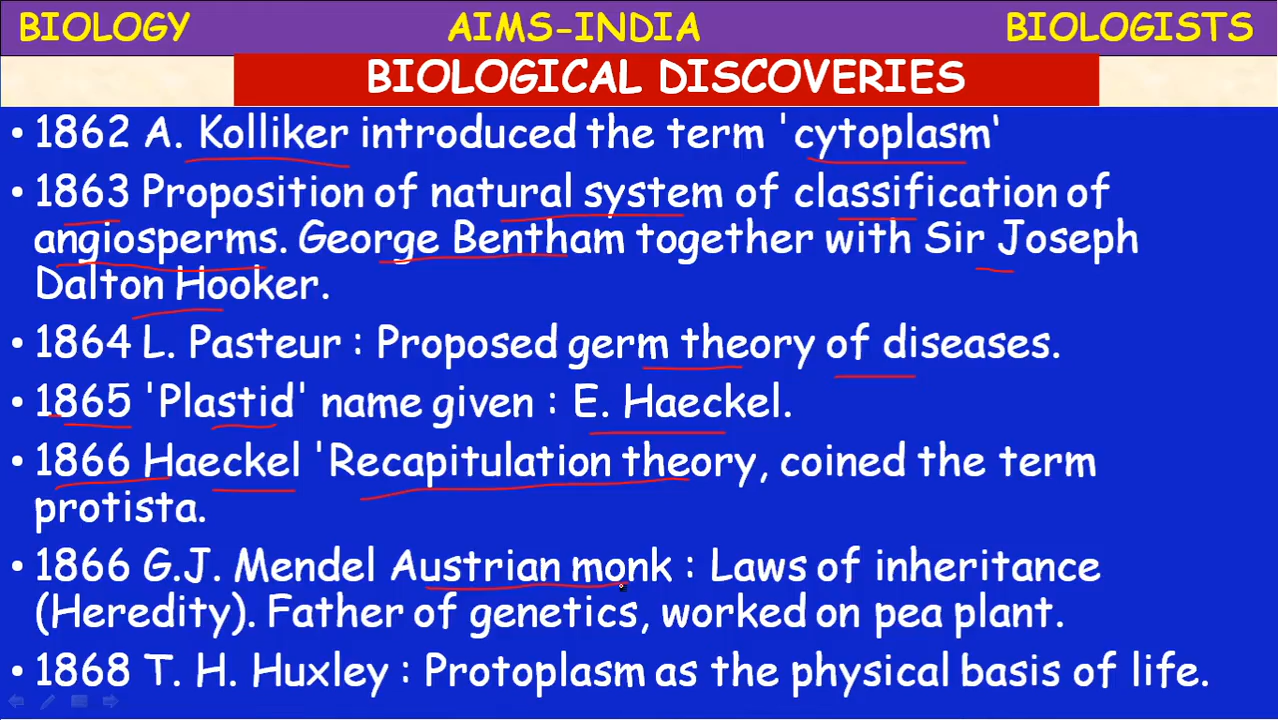 BIOLOGY AIMS-INDIA BIOLOGISTS
BIOLOGICAL DISCOVERIES
• 1862 A. Kolliker introduced the term 'cytoplasm‘
• 1863 Proposition of natural system of classification of
angiosperms. George Bentham together with Sir Joseph
Dalton Hooker.
• 1864 L. Pasteur : Proposed germ theory of diseases.
• 1865 'Plastid' name given : E. Haeckel.
• 1866 Haeckel 'Recapitulation theory, coined the term
protista.
• 1866 G.J. Mendel Austrian monk : Laws of inheritance
(Heredity). Father of genetics, worked on pea plant.
• 1868 T. H. Huxley : Protoplasm as the physical basis of life.